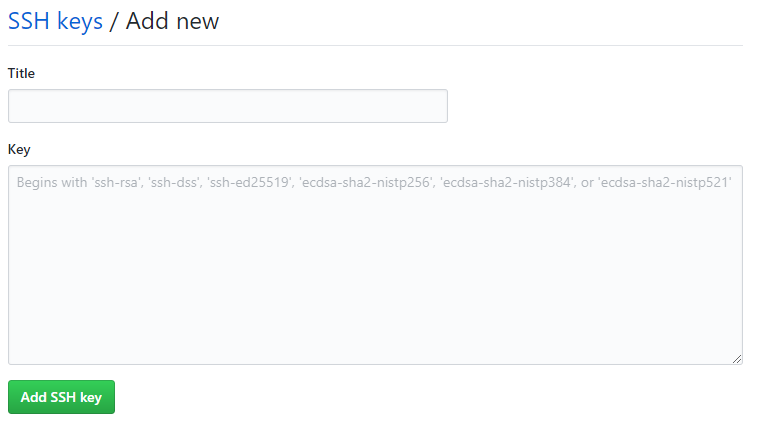 SSH keys / Add new
Title
Key
Begins with 'ssh-rsa', 'ssh-dss', 'ssh-ed25519', 'ecdsa-sha2-nistp256', 'ecdsa-sha2-nistp384', or 'ecdsa-sha2-nistp521'
Add SSH key